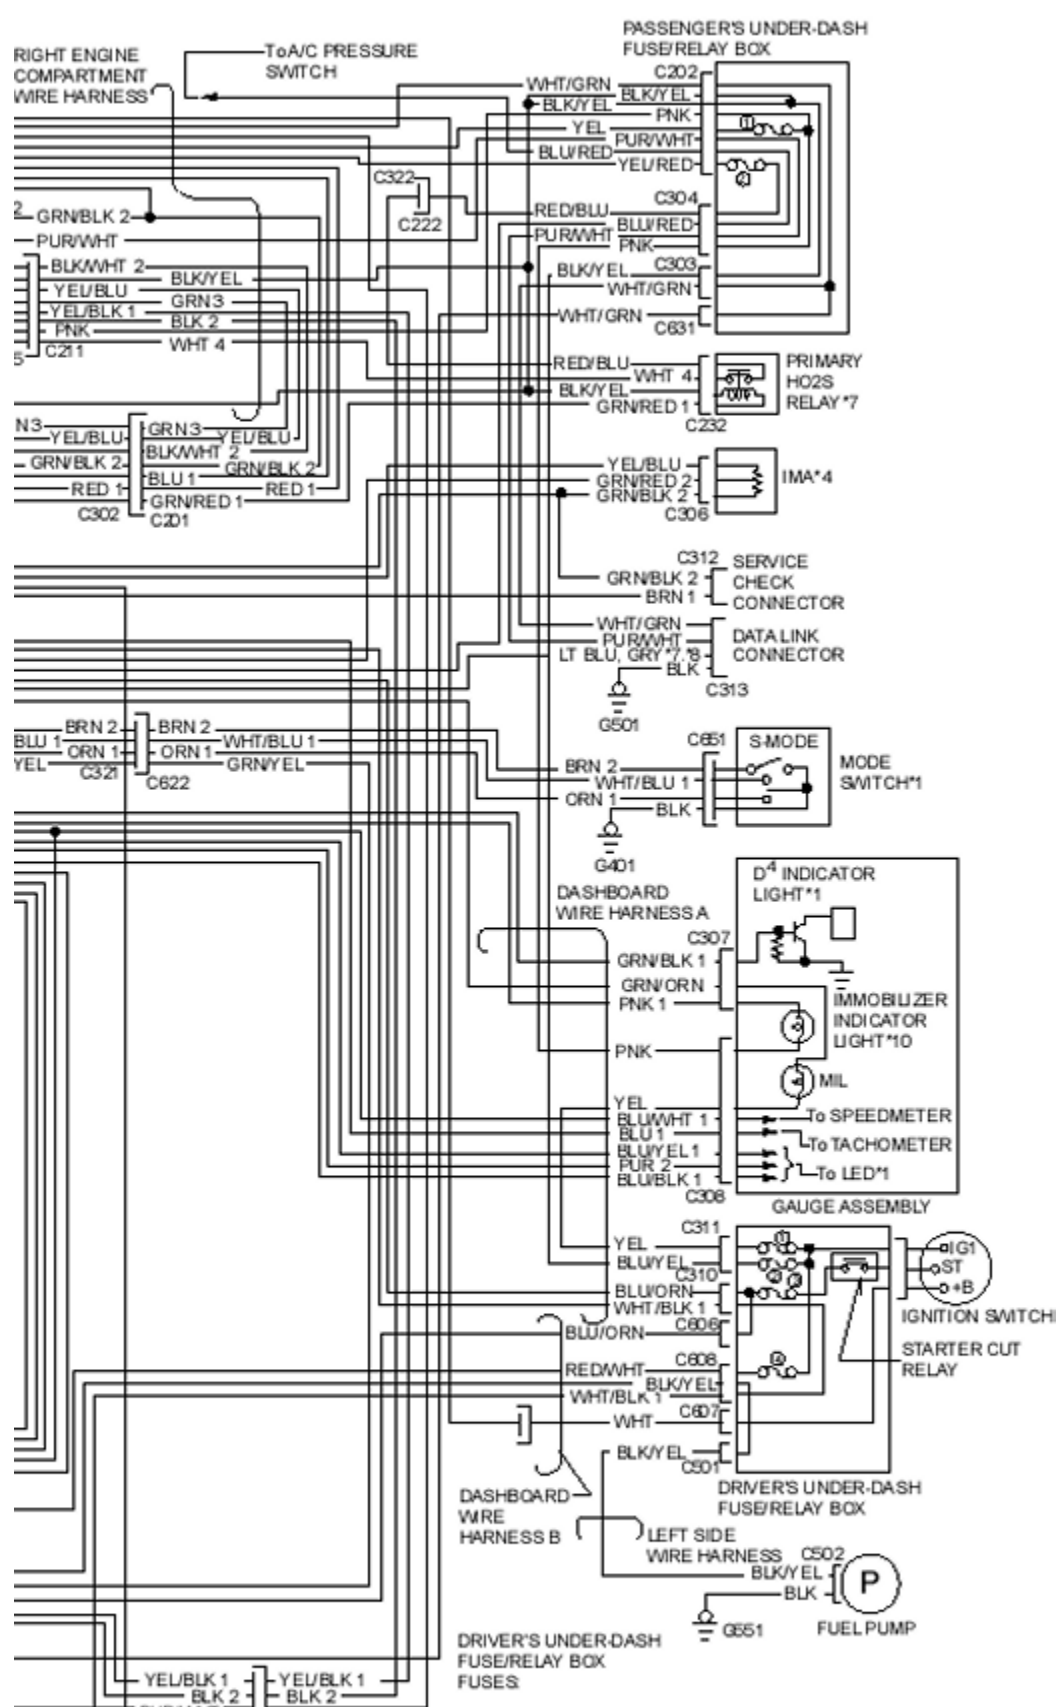 PASSENGER'S UNDER-DASH
FUSE/RELAY BOX
RIGHT ENGINE
COMPARTMENT
WIRE HARNESS
To A/C PRESSURE
SWITCH
C202
WHT/GRN
BLK/YEL
BLK/YEL
PNK
YEL
1
PUR/WHT
BLU/RED
YEL/RED
2
C322
C222
C304
RED/BLU
BLU/RED
PUR/WHT
PNK
2
GRN/BLK 2
PUR/WHT
BLK/WHT 2
BLK/YEL
YEL/BLU
GRN 3
YEL/BLK 1
BLK 2
PNK
WHT 4
5
C211
BLK/YEL
C303
WHT/GRN
WHT/GRN
C631
RED/BLU
WHT 4
BLK/YEL
GRN/RED 1
C232
PRIMARY
HO2S
RELAY*7
N3
GRN 3
YEL/BLU
YEL/BLU
BLK/WHT 2
GRN/BLK 2
GRN/BLK 2
BLU 1
RED 1
RED 1
GRN/RED 1
C302
C201
YEL/BLU
GRN/RED 2
GRN/BLK 2
C306
IMA*4
C312
GRN/BLK 2
BRN 1
SERVICE
CHECK
CONNECTOR
WHT/GRN
PUR/WHT
LT BLU, GRY*7,*8
BLK
C313
DATA LINK
CONNECTOR
G501
BRN 2
BRN 2
BLU 1
WHT/BLU 1
ORN 1
ORN 1
YEL
GRN/YEL
C321
C622
C651
S-MODE
BRN 2
WHT/BLU 1
ORN 1
BLK
MODE
SWITCH*1
G401
DASHBOARD
WIRE HARNESS A
D4 INDICATOR
LIGHT*1
C307
GRN/BLK 1
GRN/ORN
PNK 1
IMMOBILIZER
INDICATOR
LIGHT*10
PNK
MIL
YEL
BLU/WHT 1
BLU 1
BLU/YEL 1
PUR 2
BLU/BLK 1
C308
To SPEEDMETER
To TACHOMETER
To LED*1
GAUGE ASSEMBLY
C311
YEL
1
BLU/YEL
C310
2
3
BLU/ORN
WHT/BLK 1
IG1
ST
+B
IGNITION SWITCH
C606
BLU/ORN
STARTER CUT
RELAY
C608
RED/WHT
4
BLK/YEL
WHT/BLK 1
C607
WHT
BLK/YEL
C501
DRIVER'S UNDER-DASH
FUSE/RELAY BOX
DASHBOARD
WIRE
HARNESS B
LEFT SIDE
WIRE HARNESS
C502
BLK/YEL
BLK
P
FUEL PUMP
G551
DRIVER'S UNDER-DASH
FUSE/RELAY BOX
FUSES:
YEL/BLK 1
YEL/BLK 1
BLK 2
BLK 2